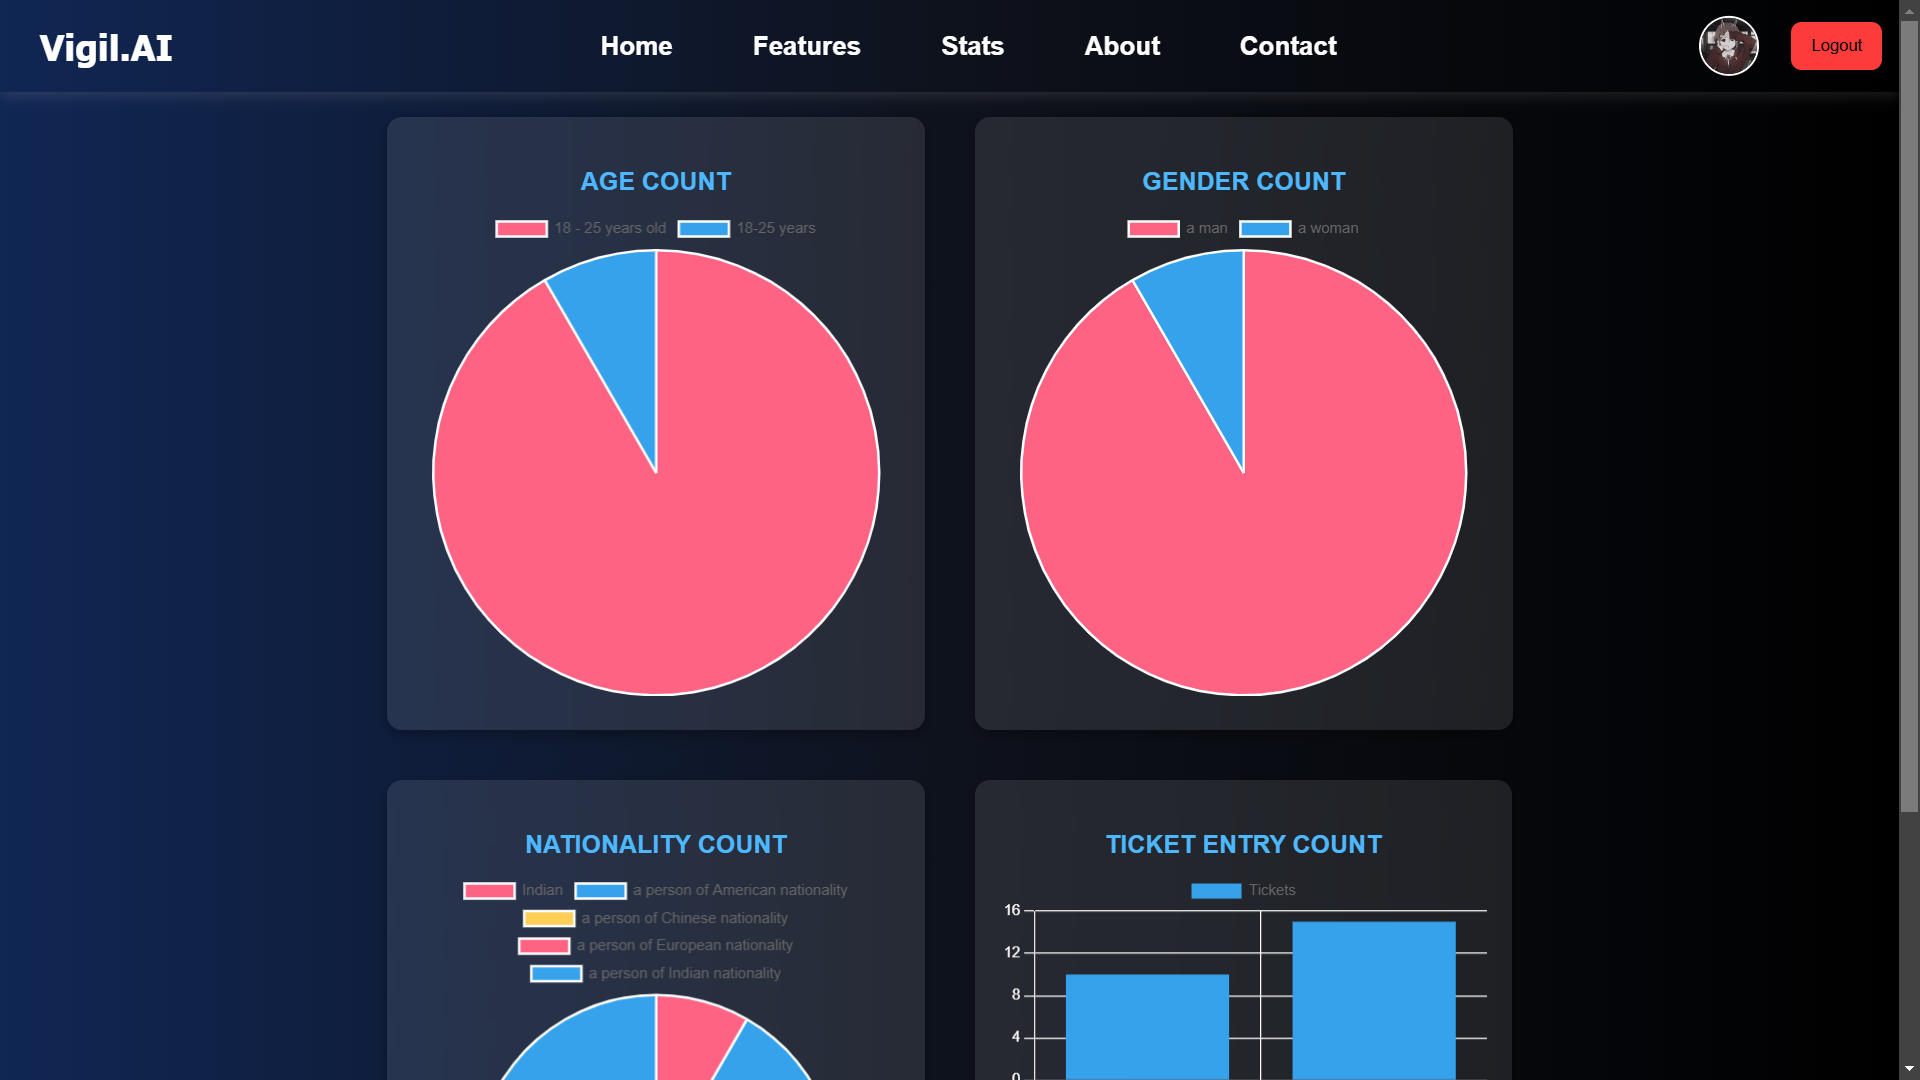 Vigil.AI Home Features Stats About Contact Logout
AGE COUNT
18 - 25 years old 18-25 years
GENDER COUNT
a man a woman
NATIONALITY COUNT
Indian a person of American nationality
a person of Chinese nationality
a person of European nationality
a person of Indian nationality
TICKET ENTRY COUNT
Tickets
16
12
8
4
0